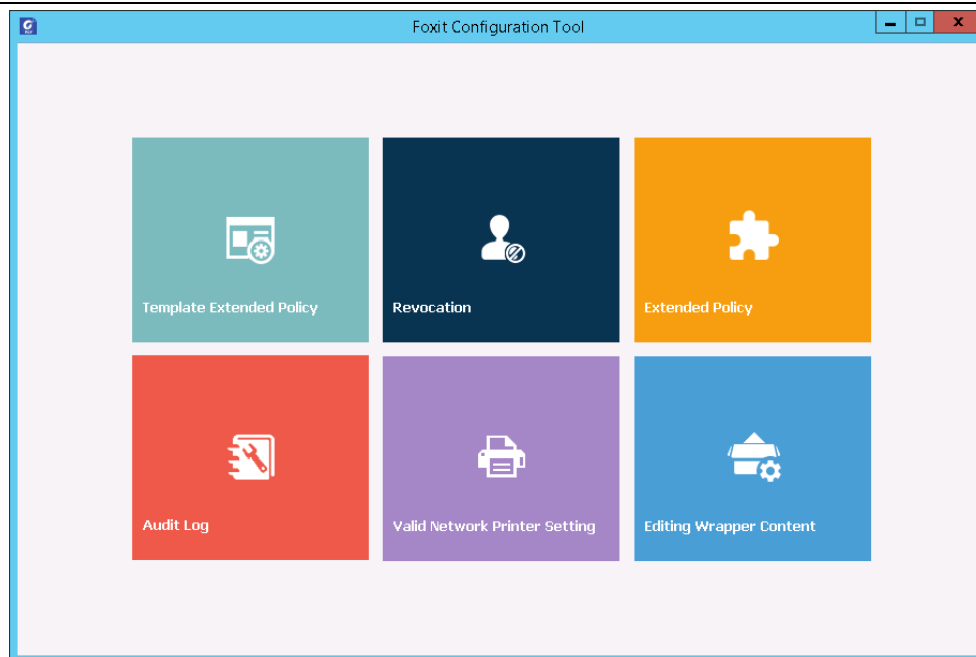 Foxit Configuration Tool
Template Extended Policy
Revocation
Extended Policy
Audit Log
Valid Network Printer Setting
Editing Wrapper Content